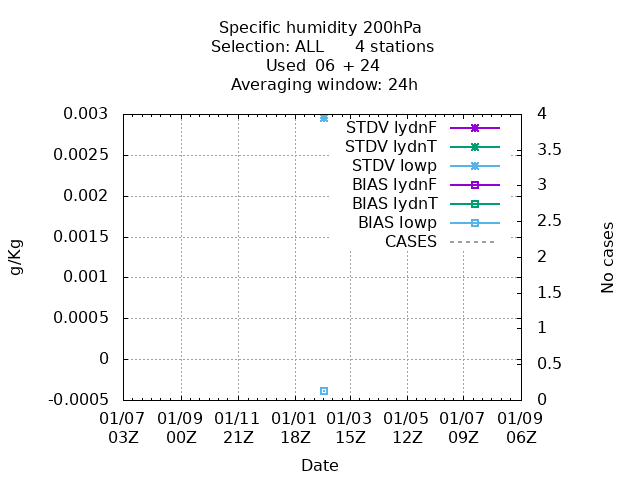 Specific humidity 200hPa
Selection: ALL 4 stations
Used 06 + 24
Averaging window: 24h
0.003
0.0025
0.002
0.0015
0.001
0.0005
0
-0.0005
g/Kg
STDV lydnF
STDV lydnT
STDV lowp
BIAS lydnF
BIAS lydnT
BIAS lowp
CASES
4
3.5
3
2.5
2
1.5
1
0.5
0
No cases
01/07 01/09 01/11 01/01 01/03 01/05 01/07 01/09
03Z 00Z 21Z 18Z 15Z 12Z 09Z 06Z
Date